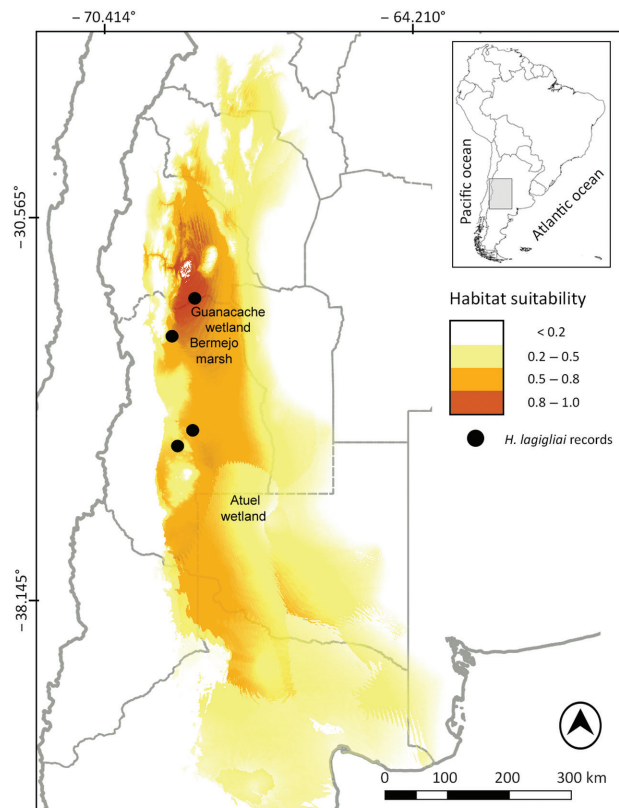 – 70.414°
– 64.210°
– 30.565°
– 38.145°
Pacific ocean
Atlantic ocean
Guanacache
wetland
Bermejo
marsh
Atuel
wetland
Habitat suitability
< 0.2
0.2 – 0.5
0.5 – 0.8
0.8 – 1.0
H. lagigliai records
0 50 100 200 300 km